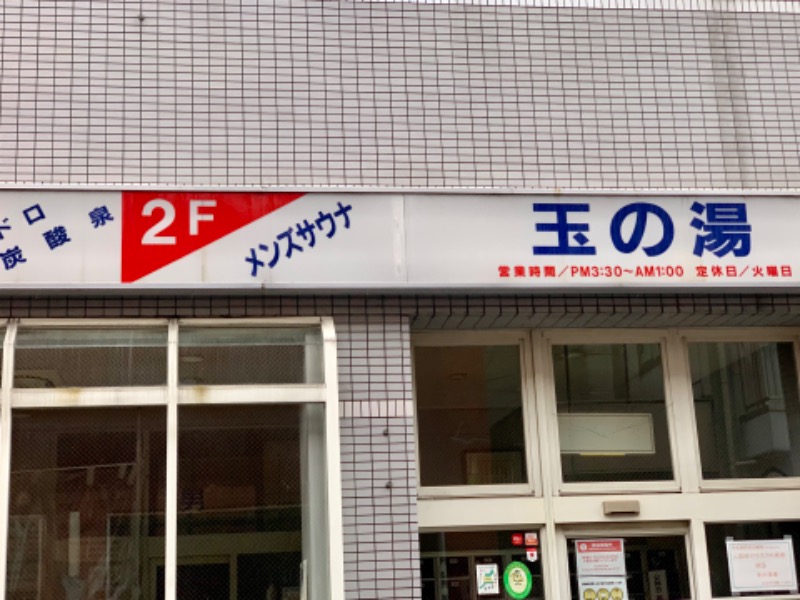 ドロ
炭酸泉
2F
メンズサウナ
玉の湯
営業時間／PM3:30～AM1:00 定休日／火曜日